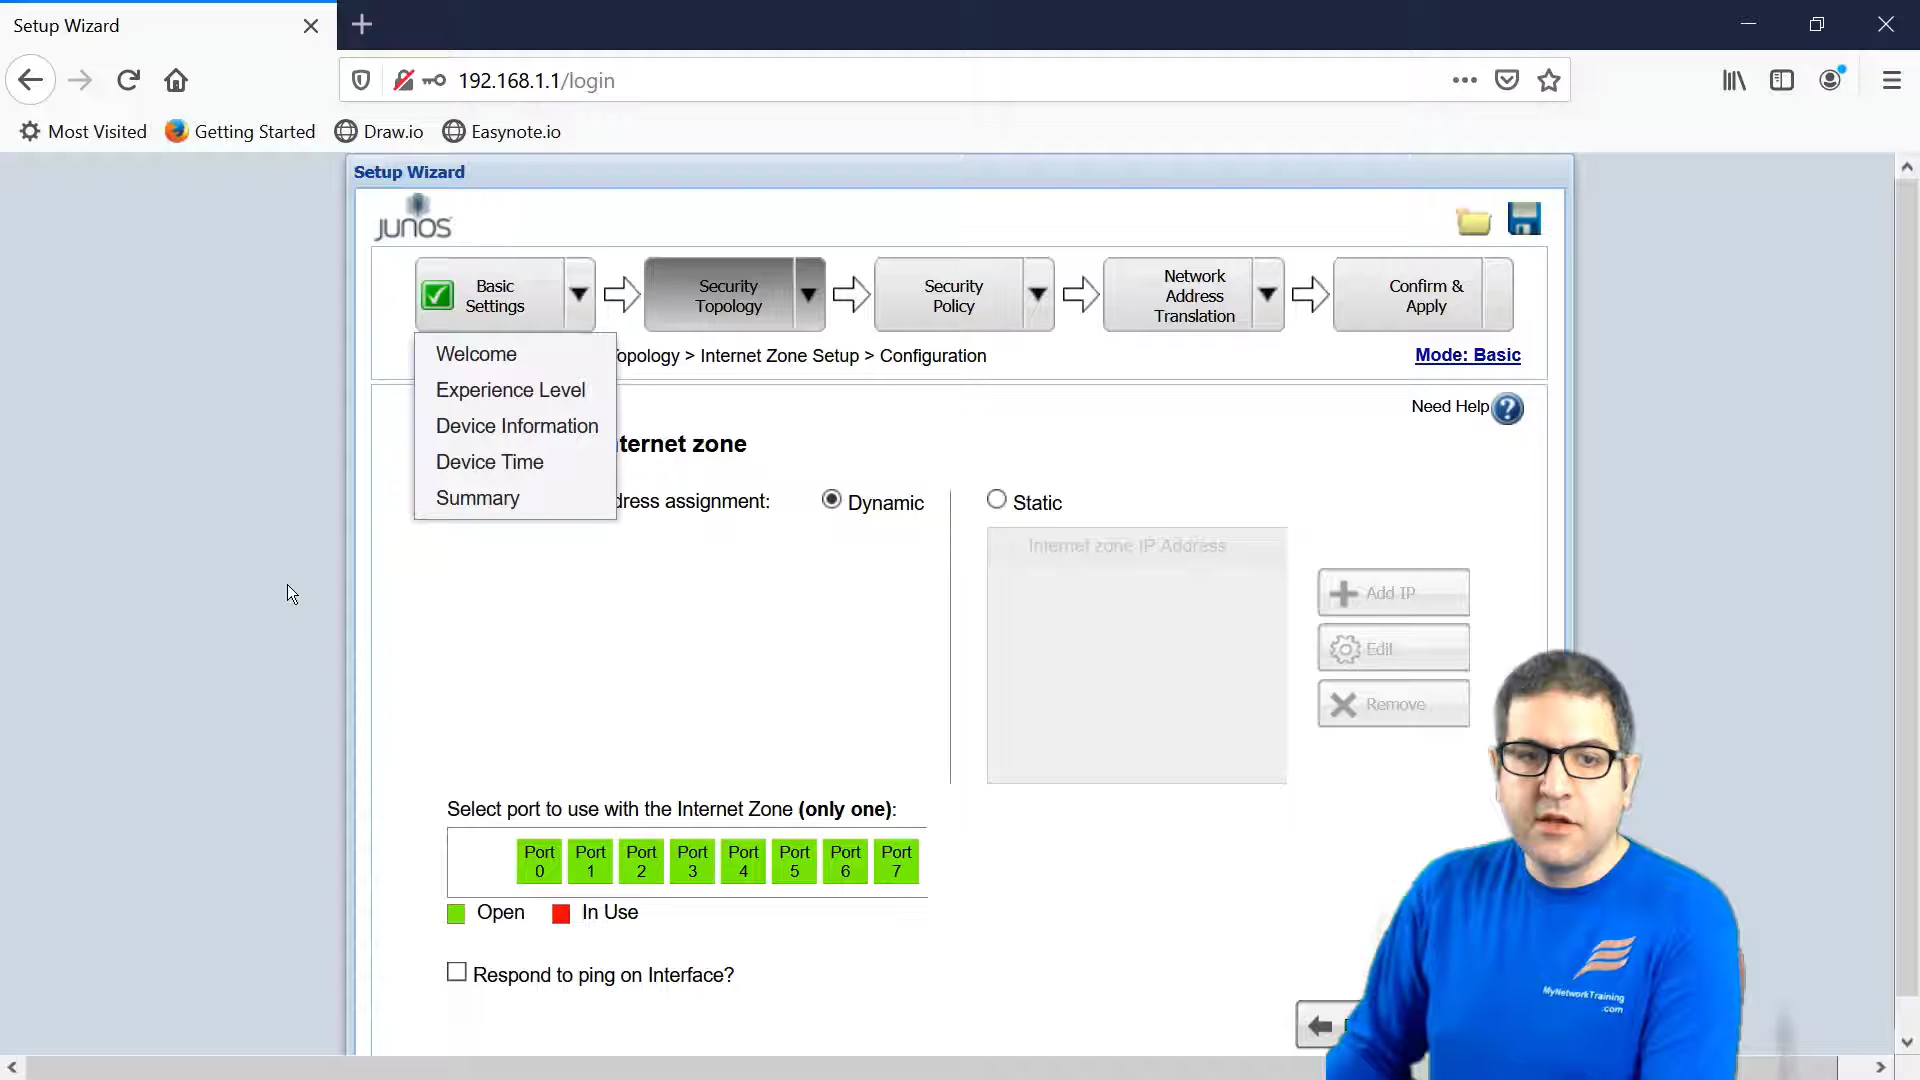 Setup Wizard
192.168.1.1/login
Most Visited
Getting Started
Draw.io
Easynote.io
Setup Wizard
JUNOS
Basic
Settings
Security
Topology
Security
Policy
Network
Address
Translation
Confirm &
Apply
Welcome
Experience Level
Device Information
Device Time
Summary
opology > Internet Zone Setup > Configuration
Mode: Basic
Need Help
nternet zone
dress assignment:
Dynamic
Static
Internet zone IP Address
Add IP
Edit
Remove
Select port to use with the Internet Zone (only one):
Port 0
Port 1
Port 2
Port 3
Port 4
Port 5
Port 6
Port 7
Open
In Use
Respond to ping on Interface?
MyNetworkTraining
.com